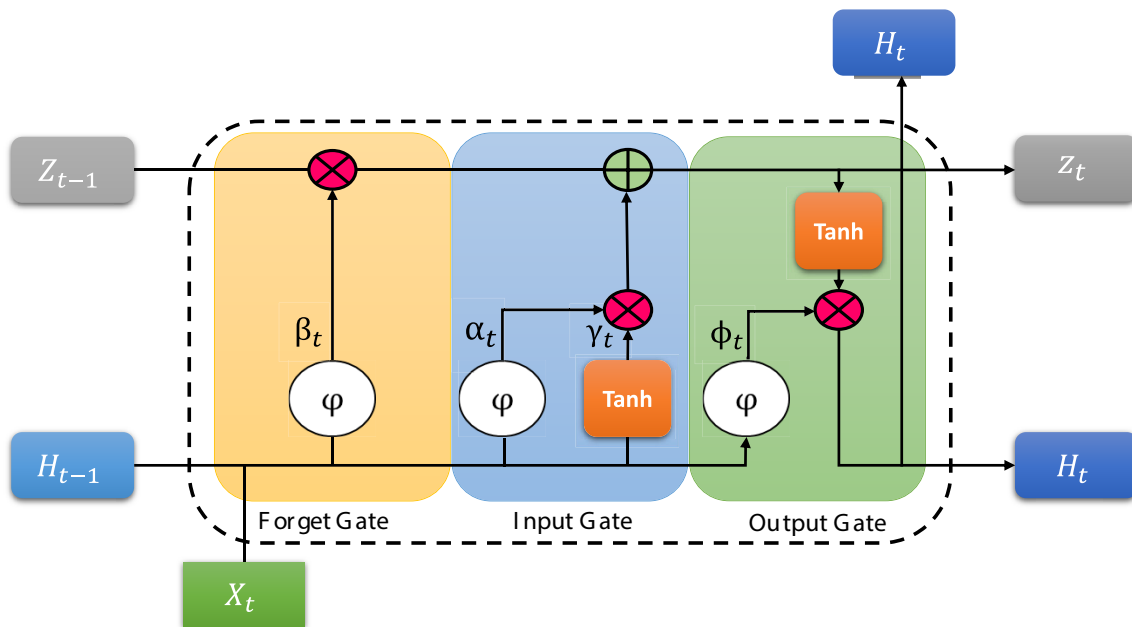 H_t
Z_{t-1}
z_t
Tanh
β_t
α_t
γ_t
ϕ_t
φ
φ
Tanh
φ
H_{t-1}
H_t
Forget Gate
Input Gate
Output Gate
X_t